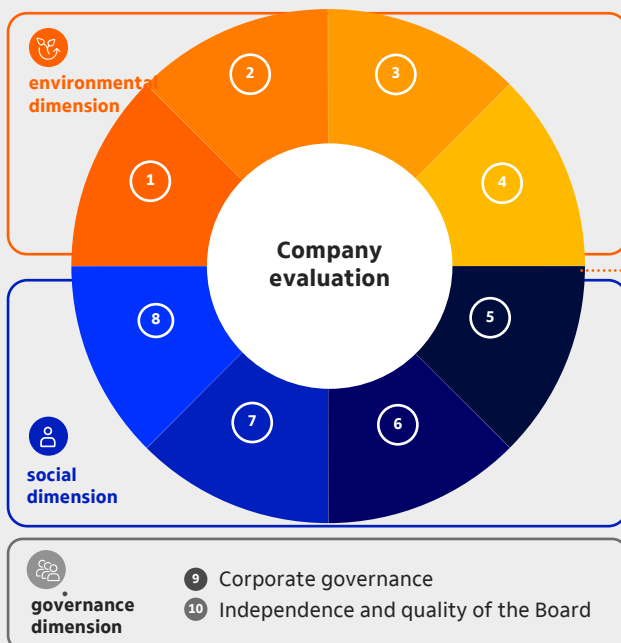 environmental
dimension
2
3
1
4
Company
evaluation
8
5
7
6
social
dimension
governance
dimension
9 Corporate governance
10 Independence and quality of the Board